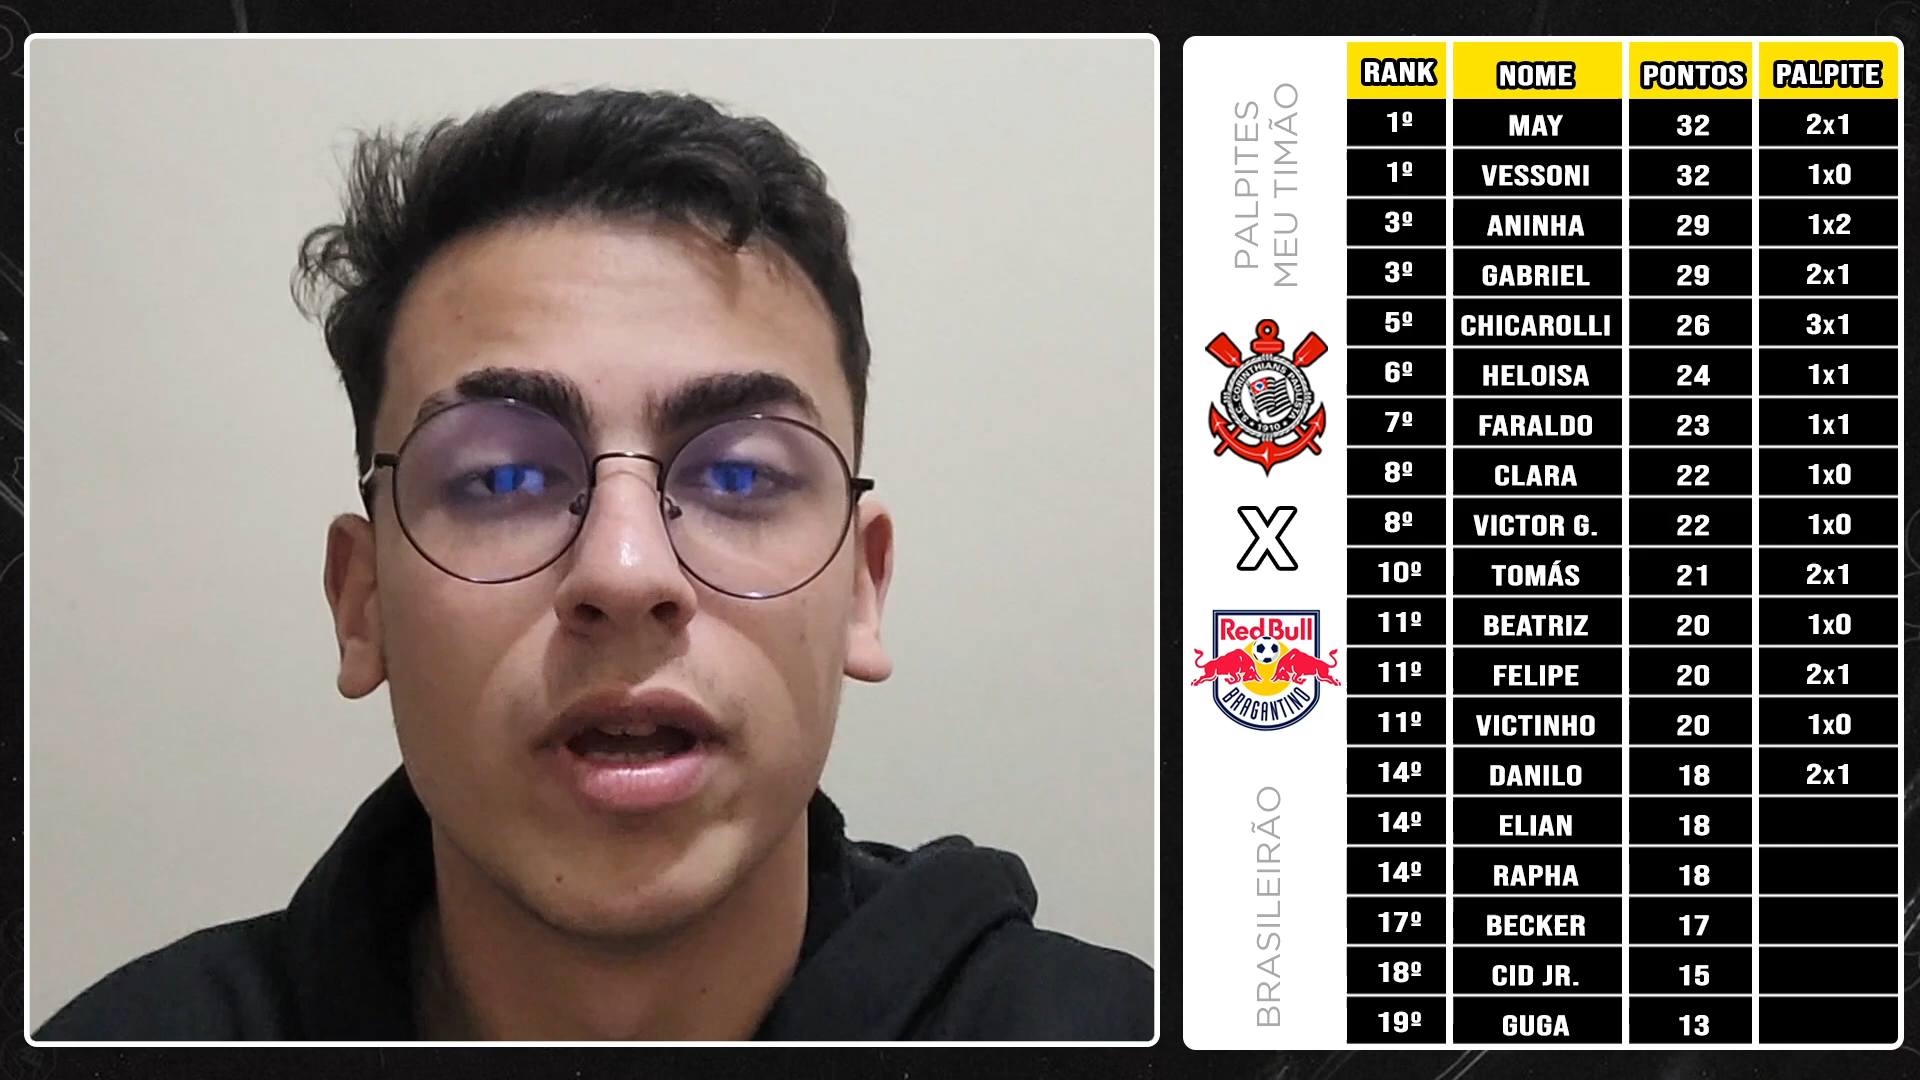 PALPITES
MEU TIMÃO
S.C. CORINTHIANS PAULISTA
1910
X
Red Bull
BRAGANTINO
BRASILEIRÃO
RANK NOME PONTOS PALPITE
1º MAY 32 2x1
1º VESSONI 32 1x0
3º ANINHA 29 1x2
3º GABRIEL 29 2x1
5º CHICAROLLI 26 3x1
6º HELOISA 24 1x1
7º FARALDO 23 1x1
8º CLARA 22 1x0
8º VICTOR G. 22 1x0
10º TOMÁS 21 2x1
11º BEATRIZ 20 1x0
11º FELIPE 20 2x1
11º VICTINHO 20 1x0
14º DANILO 18 2x1
14º ELIAN 18
14º RAPHA 18
17º BECKER 17
18º CID JR. 15
19º GUGA 13